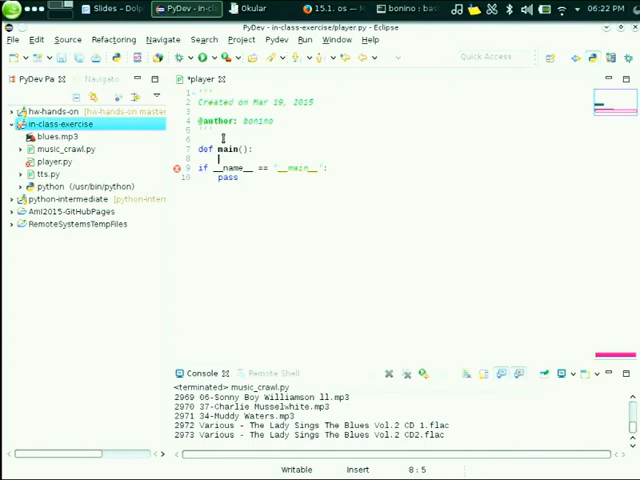 Slides - Dolp
PyDev - in-cl
Okular
15.1. os —
bonino : bas
06:22 PM
PyDev - in-class-exercise/player.py - Eclipse
File Edit Source Refactoring Navigate Search Project Pydev Run Window Help
Quick Access
PyDev Pa
Navigato
*player
hw-hands-on (hw-hands-on master
in-class-exercise
blues.mp3
music_crawl.py
player.py
tts.py
python (/usr/bin/python)
python-intermediate (python-inter
AmI2015-GitHubPages
RemoteSystemsTempFiles
1 '''
2 Created on Mar 19, 2015
3
4 @author: bonino
5 '''
6
7 def main():
8
9 if __name__ == '__main__':
10 pass
Console
Remote Shell
<terminated> music_crawl.py
2969 06-Sonny Boy Williamson ll.mp3
2970 37-Charlie Musselwhite.mp3
2971 34-Muddy Waters.mp3
2972 Various - The Lady Sings The Blues Vol.2 CD 1.flac
2973 Various - The Lady Sings The Blues Vol.2 CD2.flac
Writable Insert 8:5